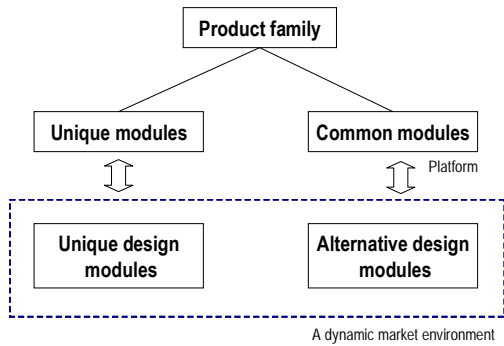 Product family
Unique modules
Common modules
Platform
Unique design
modules
Alternative design
modules
A dynamic market environment